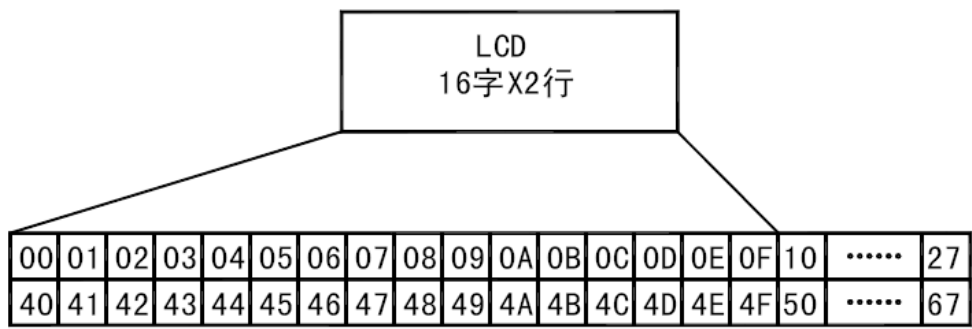 LCD
16字X2行
00 01 02 03 04 05 06 07 08 09 0A 0B 0C 0D 0E 0F 10 ······ 27
40 41 42 43 44 45 46 47 48 49 4A 4B 4C 4D 4E 4F 50 ······ 67